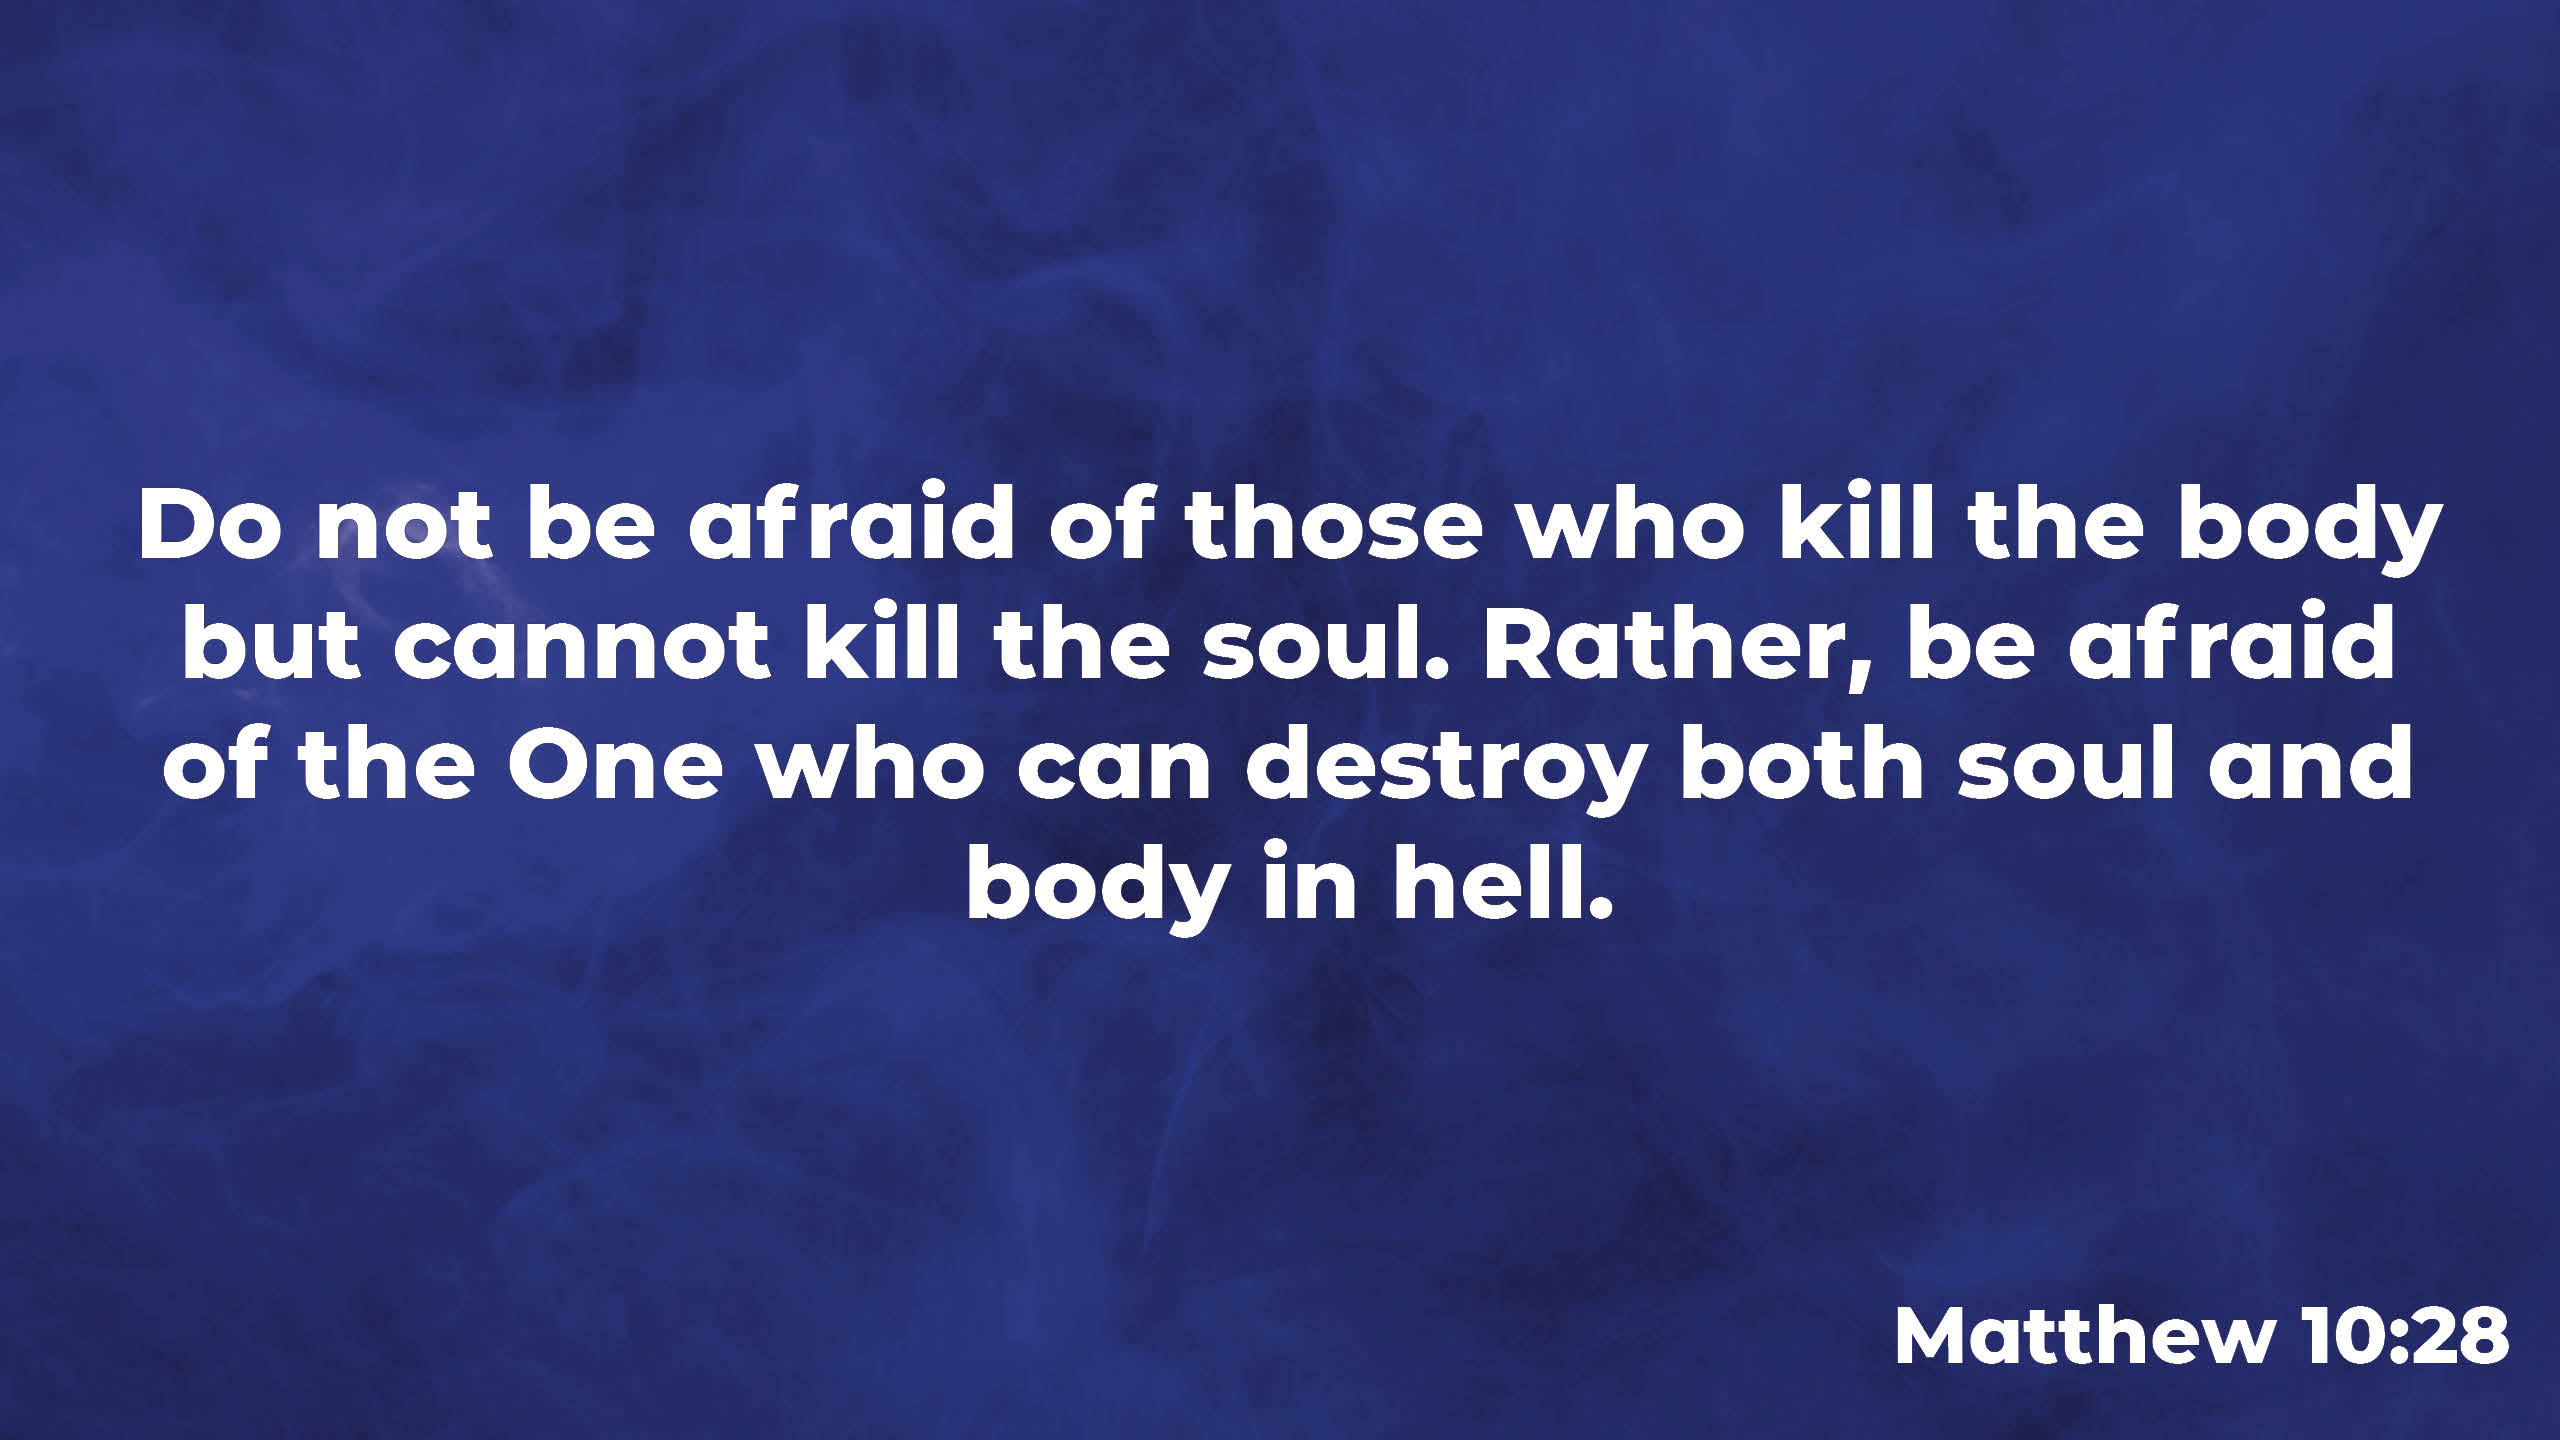 Do not be afraid of those who kill the body
but cannot kill the soul. Rather, be afraid
of the One who can destroy both soul and
body in hell.
Matthew 10:28